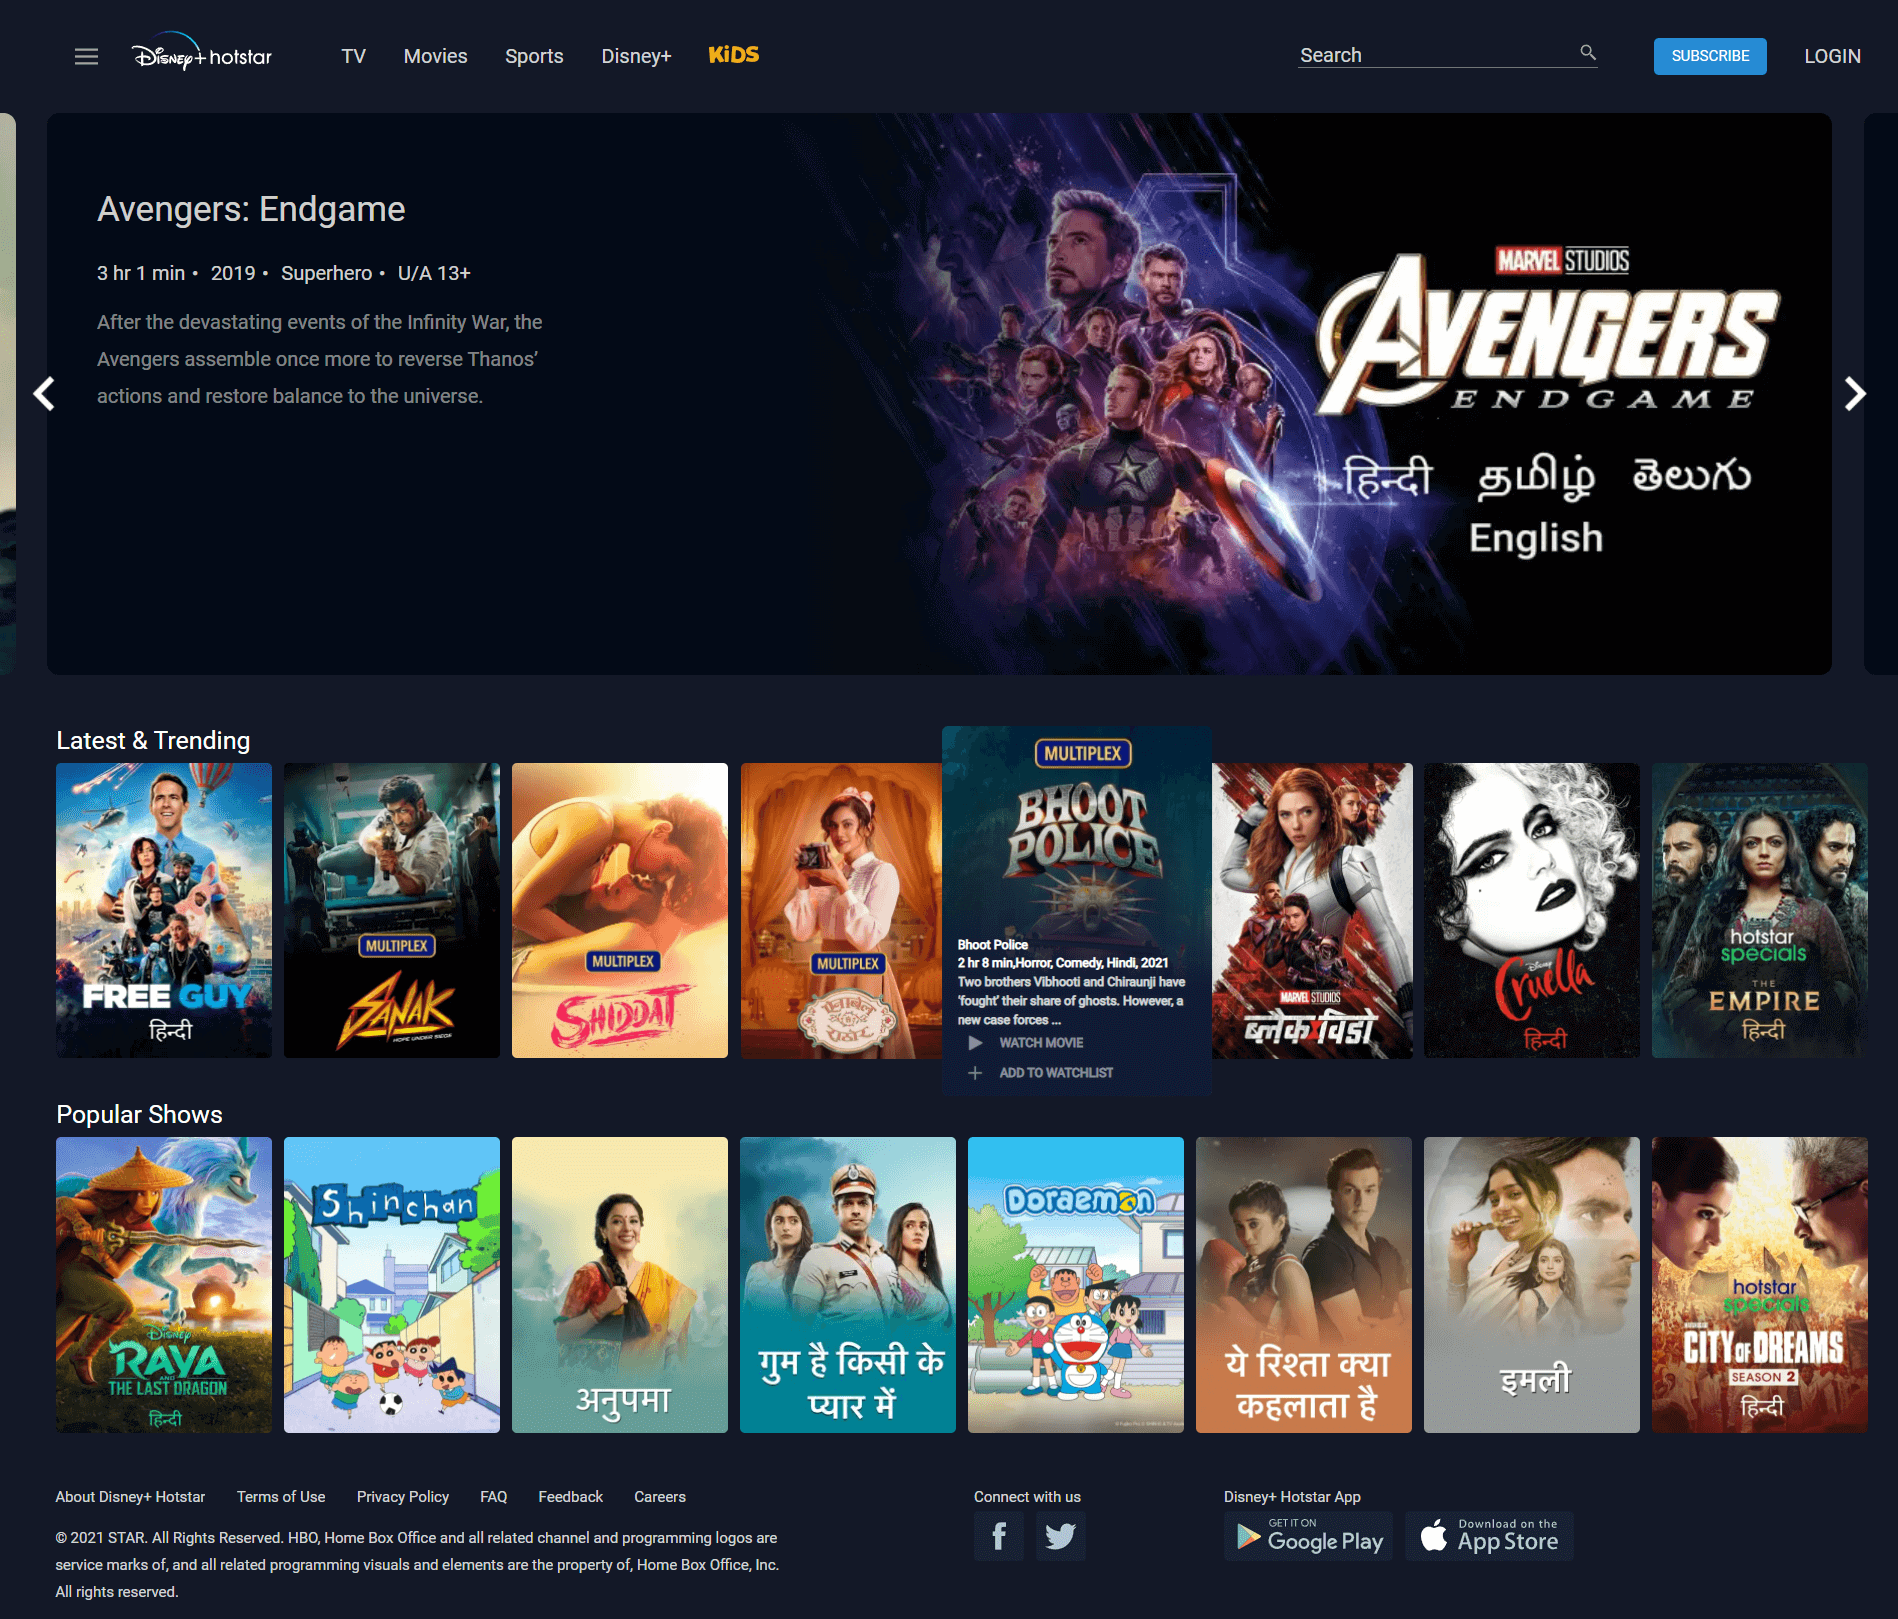 Disney+ hotstar
TV
Movies
Sports
Disney+
KiDS
Search
SUBSCRIBE
LOGIN
Avengers: Endgame
3 hr 1 min • 2019 • Superhero • U/A 13+
After the devastating events of the Infinity War, the
Avengers assemble once more to reverse Thanos’
actions and restore balance to the universe.
MARVEL STUDIOS
AVENGERS
ENDGAME
हिन्दी தமிழ் తెలుగు
English
Latest & Trending
FREE GUY
हिन्दी
MULTIPLEX
SANAK
HOPE UNDER SIEGE
MULTIPLEX
SHIDDAT
MULTIPLEX
MULTIPLEX
BHOOT
POLICE
Bhoot Police
2 hr 8 min,Horror, Comedy, Hindi, 2021
Two brothers Vibhooti and Chiraunji have
‘fought’ their share of ghosts. However, a
new case forces ...
WATCH MOVIE
ADD TO WATCHLIST
MARVEL STUDIOS
ब्लैक विडो
Disney
Cruella
हिन्दी
hotstar
specials
THE
EMPIRE
हिन्दी
Popular Shows
Disney
RAYA
AND
THE LAST DRAGON
हिन्दी
Shinchan
अनुपमा
गुम है किसी के
प्यार में
DORaemon
ये रिश्ता क्या
कहलाता है
इमली
hotstar
specials
CITY OF DREAMS
SEASON 2
हिन्दी
About Disney+ Hotstar
Terms of Use
Privacy Policy
FAQ
Feedback
Careers
© 2021 STAR. All Rights Reserved. HBO, Home Box Office and all related channel and programming logos are
service marks of, and all related programming visuals and elements are the property of, Home Box Office, Inc.
All rights reserved.
Connect with us
f
Disney+ Hotstar App
GET IT ON
Google Play
Download on the
App Store